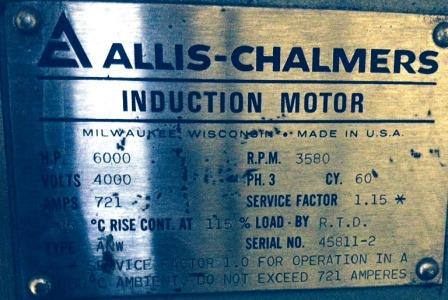 ALLIS-CHALMERS
INDUCTION MOTOR
MILWAUKEE, WISCONSIN • MADE IN U.S.A.
H.P. 6000 R.P.M. 3580
VOLTS 4000 PH. 3 CY. 60
AMPS 721 SERVICE FACTOR 1.15 *
°C RISE CONT. AT 115 % LOAD - BY R.T.D.
TYPE SERIAL NO. 45811-2
SERVICE FACTOR 1.0 FOR OPERATION IN A
°C AMBIENT. DO NOT EXCEED 721 AMPERES